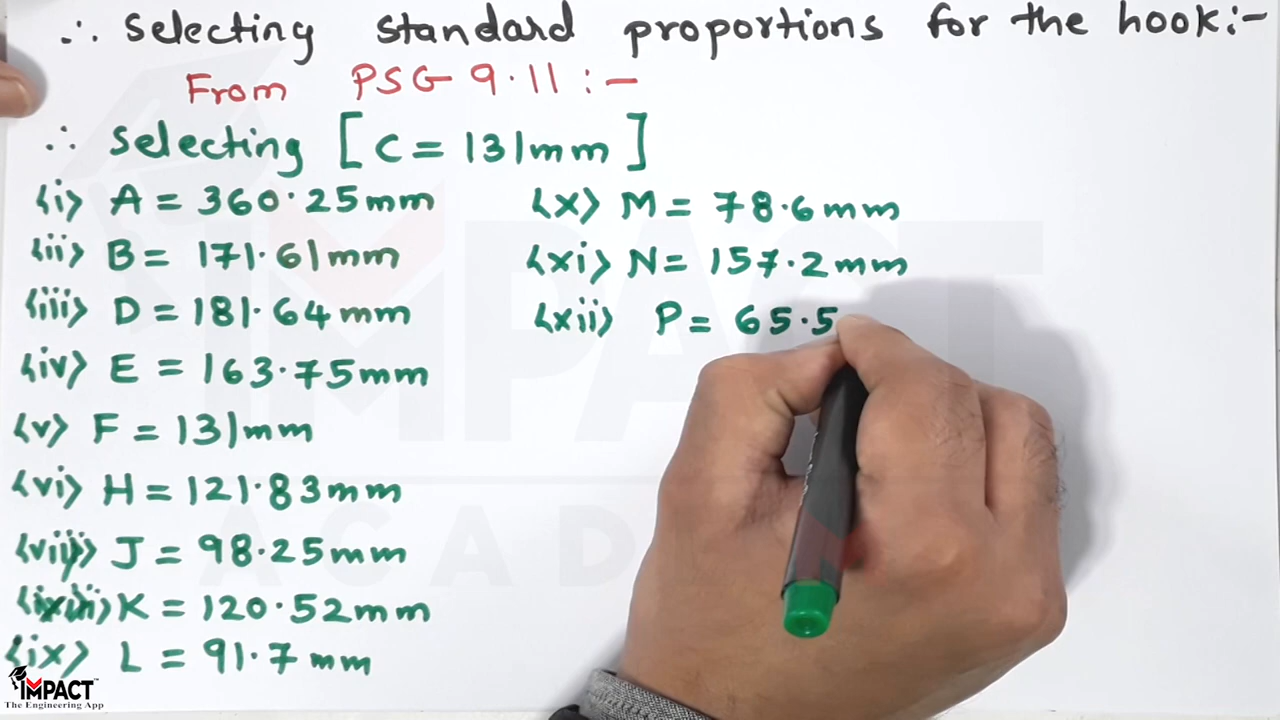 ∴ Selecting standard proportions for the hook:-
From PSG 9.11:-
∴ Selecting [C = 131mm]
(i) A = 360.25mm
(ii) B = 171.61mm
(iii) D = 181.64mm
(iv) E = 163.75mm
(v) F = 131mm
(vi) H = 121.83mm
(vii) J = 98.25mm
K = 120.52mm
(ix) L = 91.7mm
(x) M = 78.6mm
(xi) N = 157.2mm
(xii) P = 65.5
IMPACT
ACADE
IMPACT
The Engineering App